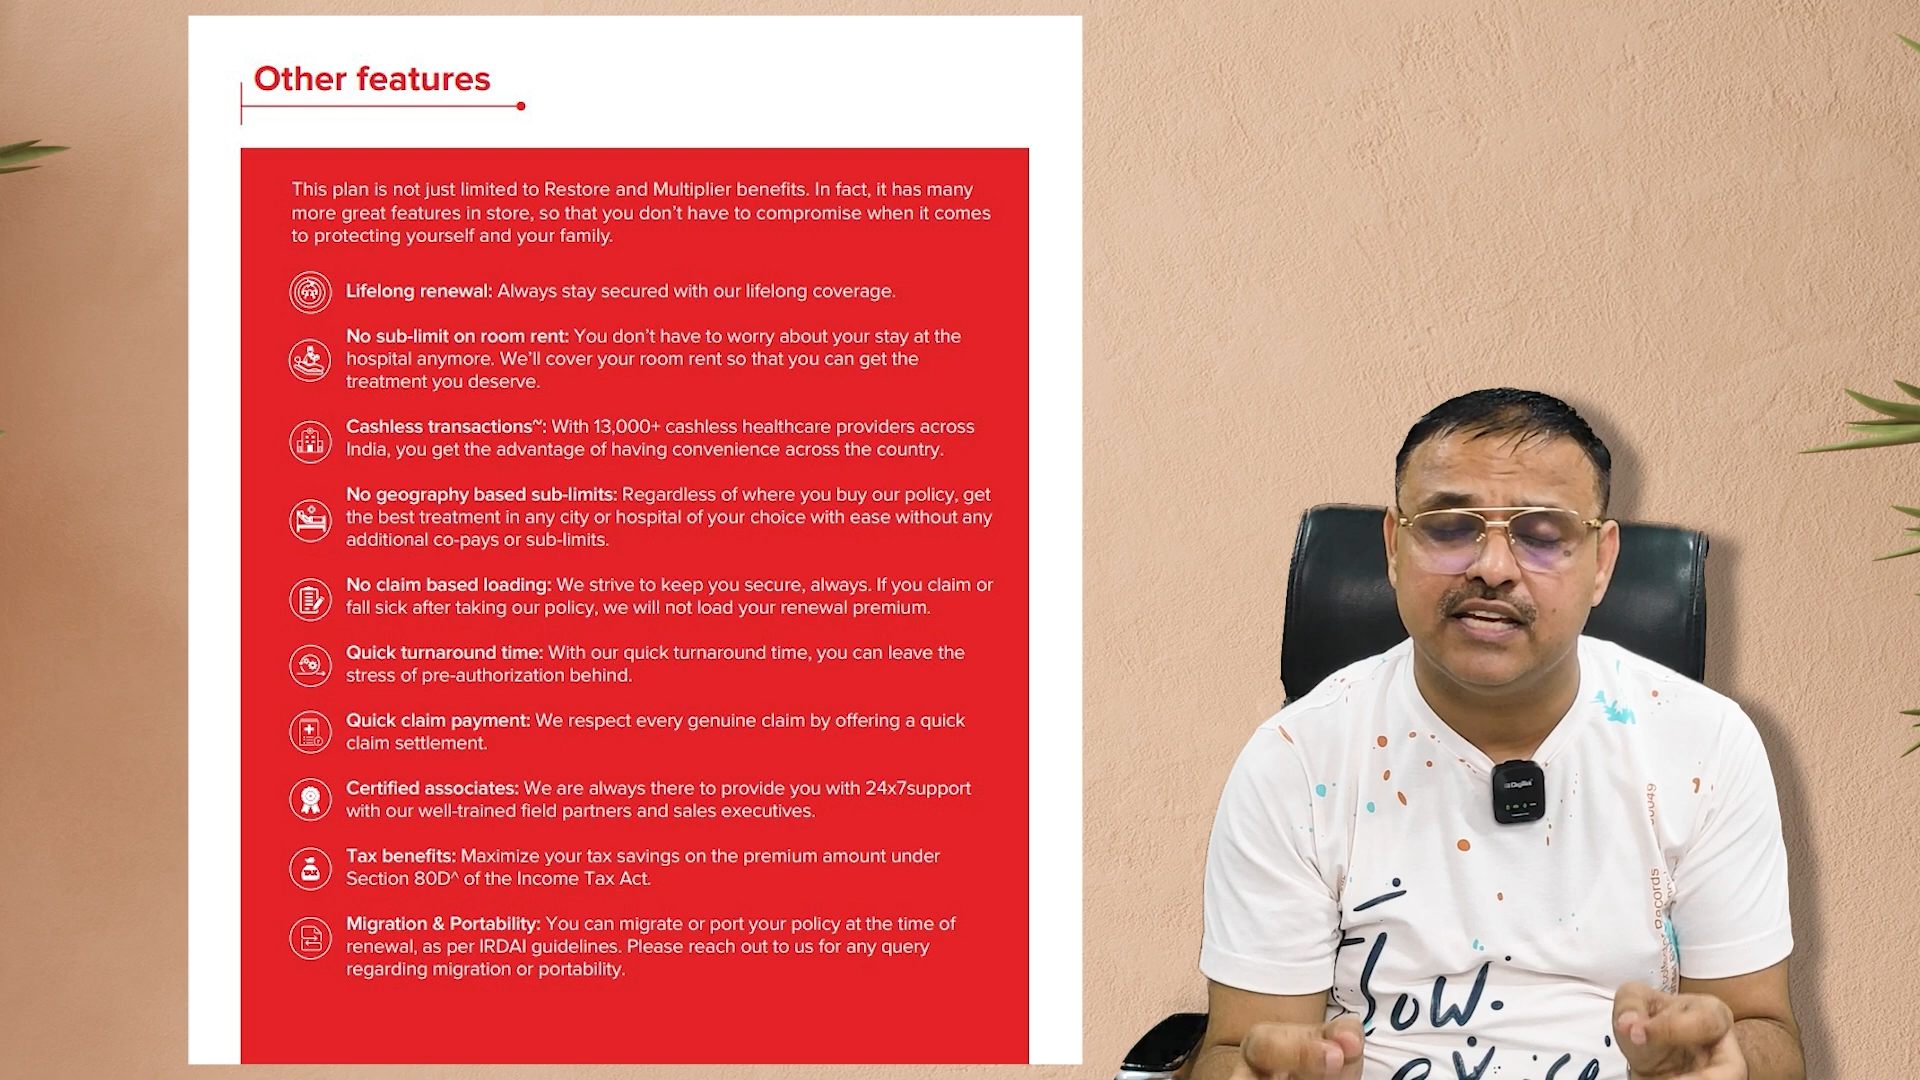 Other features
This plan is not just limited to Restore and Multiplier benefits. In fact, it has many
more great features in store, so that you don't have to compromise when it comes
to protecting yourself and your family.
Lifelong renewal: Always stay secured with our lifelong coverage.
No sub-limit on room rent: You don't have to worry about your stay at the
hospital anymore. We'll cover your room rent so that you can get the
treatment you deserve.
Cashless transactions~: With 13,000+ cashless healthcare providers across
India, you get the advantage of having convenience across the country.
No geography based sub-limits: Regardless of where you buy our policy, get
the best treatment in any city or hospital of your choice with ease without any
additional co-pays or sub-limits.
No claim based loading: We strive to keep you secure, always. If you claim or
fall sick after taking our policy, we will not load your renewal premium.
Quick turnaround time: With our quick turnaround time, you can leave the
stress of pre-authorization behind.
Quick claim payment: We respect every genuine claim by offering a quick
claim settlement.
Certified associates: We are always there to provide you with 24x7support
with our well-trained field partners and sales executives.
TAX
Tax benefits: Maximize your tax savings on the premium amount under
Section 80D^ of the Income Tax Act.
Migration & Portability: You can migrate or port your policy at the time of
renewal, as per IRDAI guidelines. Please reach out to us for any query
regarding migration or portability.
Digitek
Records